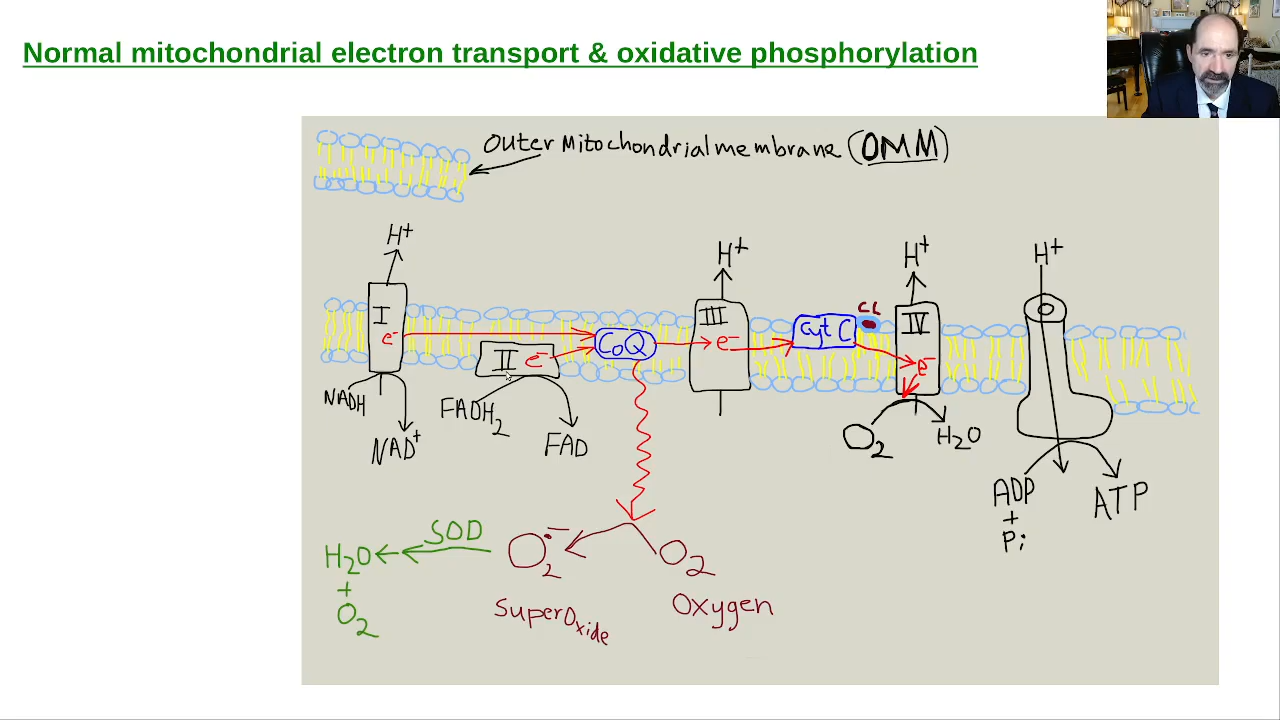 Normal mitochondrial electron transport & oxidative phosphorylation
Outer Mitochondrial membrane (OMM)
H+
H+
H+
H+
I
e-
II
e-
CoQ
III
e-
Cyt C
CL
IV
e-
NADH
NAD+
FADH2
FAD
O2
H2O
ADP
+
Pi
ATP
H2O
+
O2
SOD
O2•-
Superoxide
O2
Oxygen